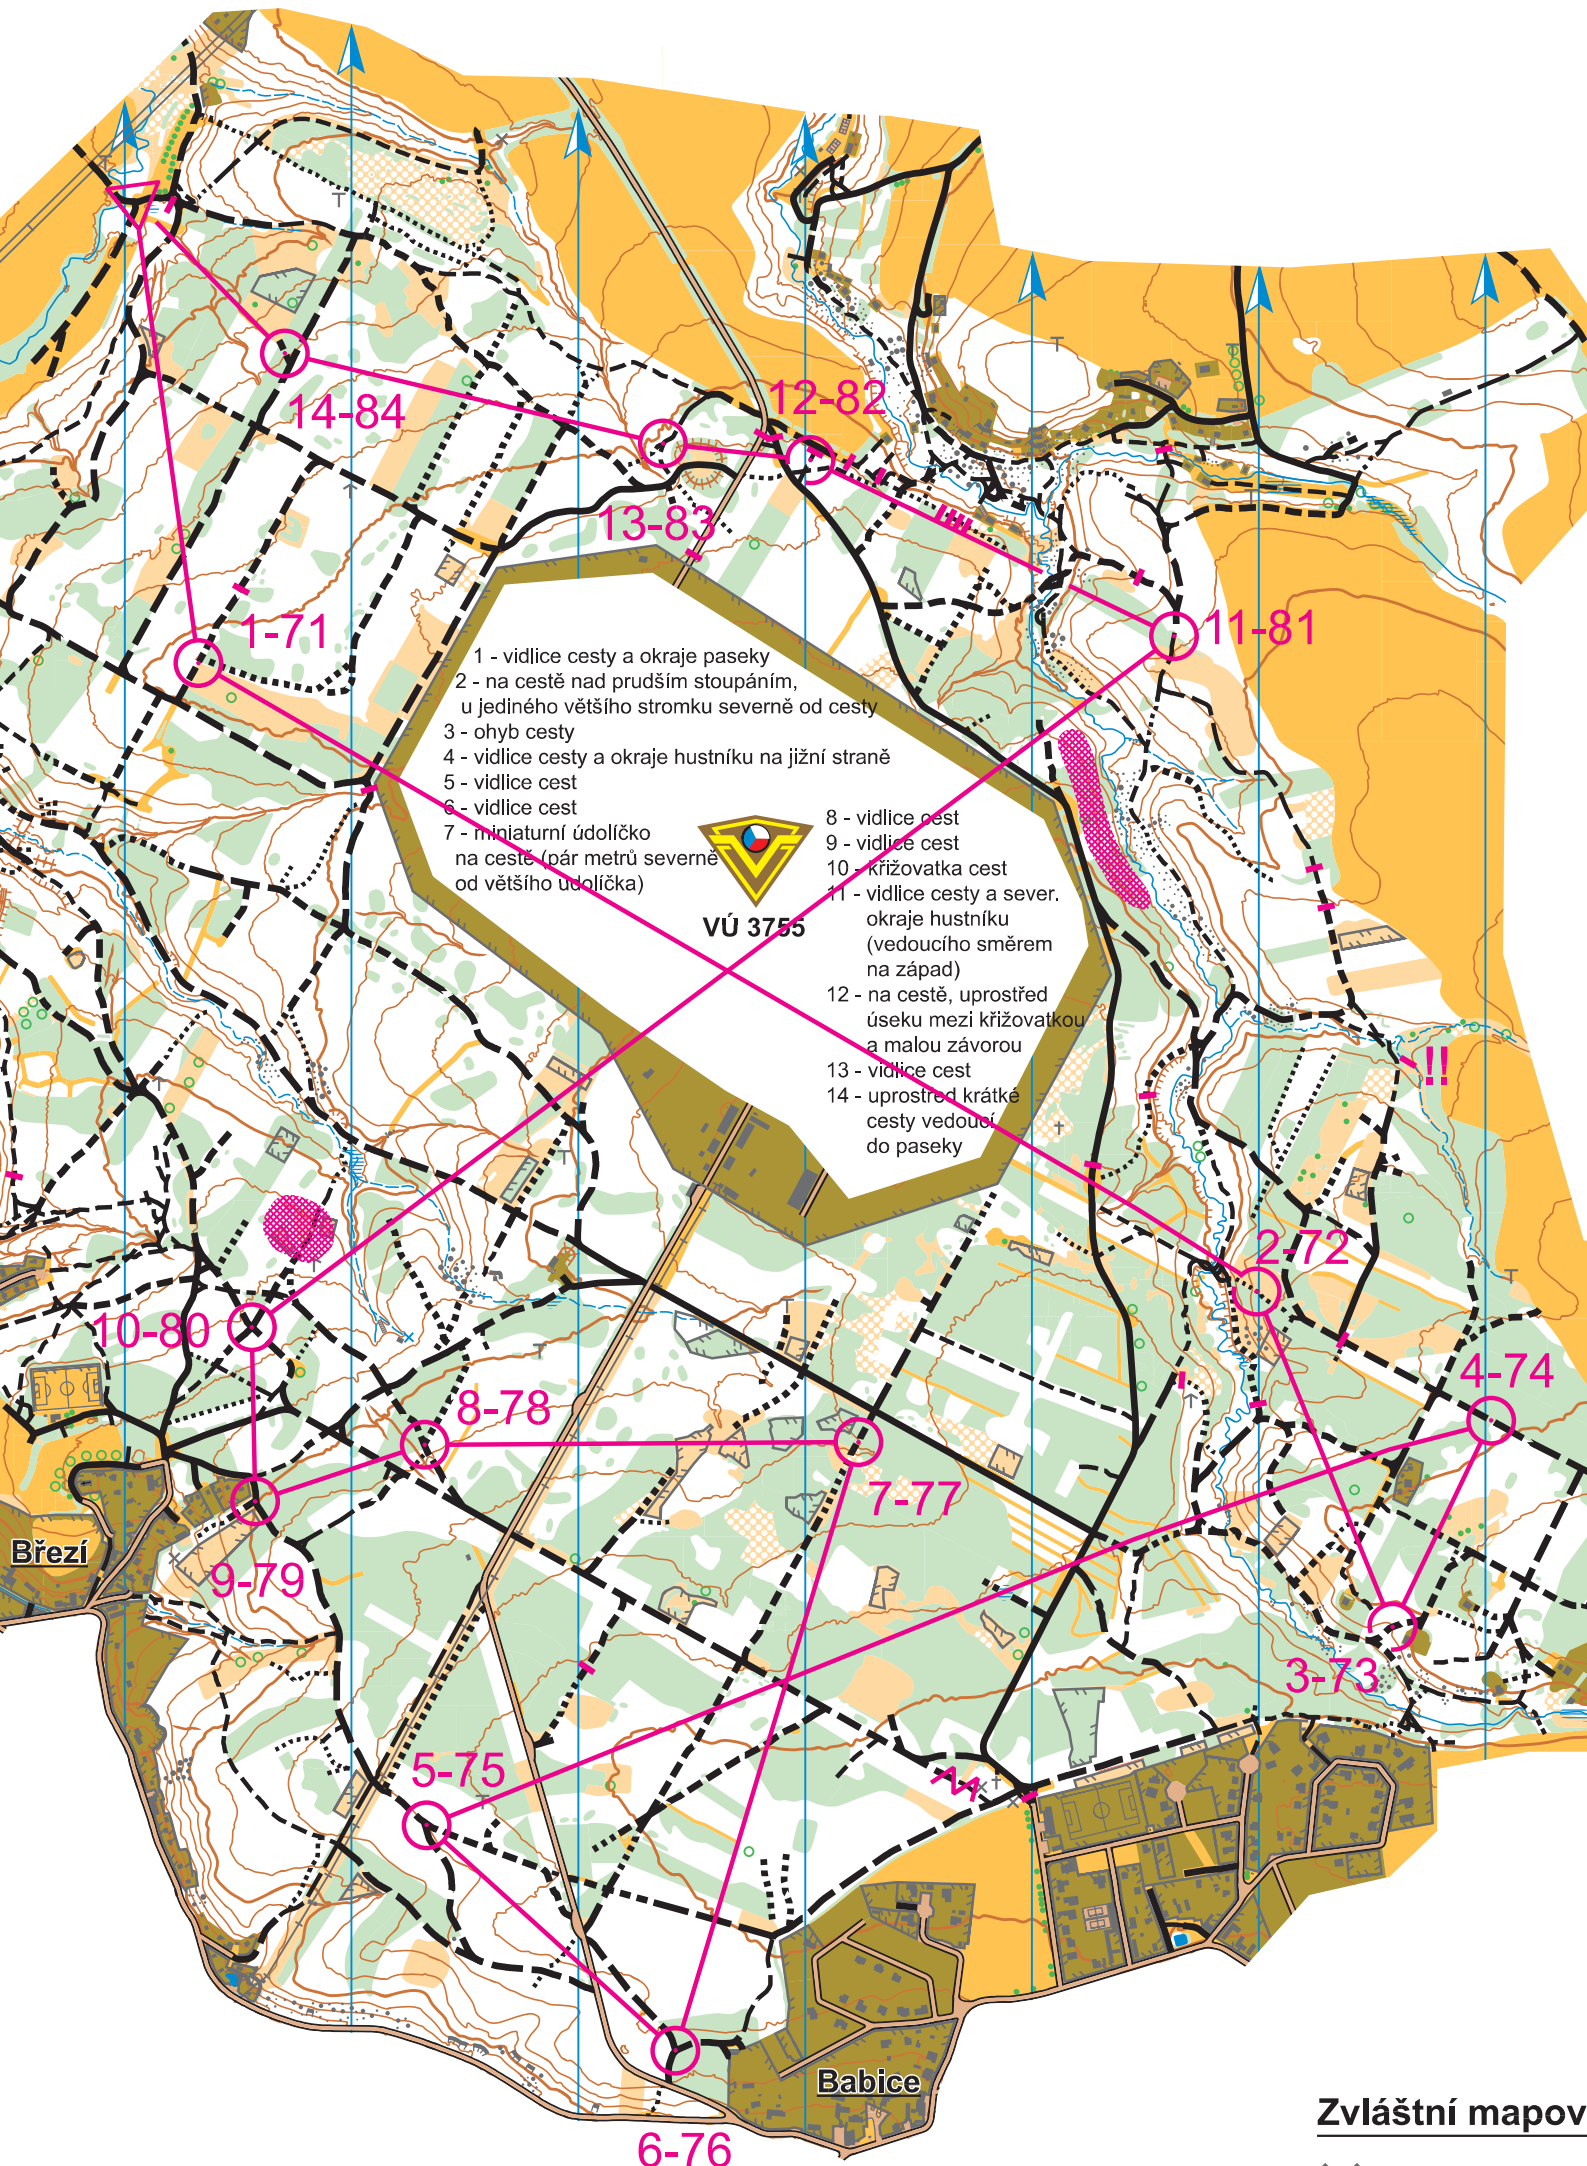 14-84
12-82
13-83
1-71
11-81
1 - vidlice cesty a okraje paseky
2 - na cestě nad prudším stoupáním,
u jediného většího stromku severně od cesty
3 - ohyb cesty
4 - vidlice cesty a okraje hustníku na jižní straně
5 - vidlice cest
6 - vidlice cest
7 - miniaturní údolíčko
na cestě (pár metrů severně
od většího údolíčka)
VÚ 3755
8 - vidlice cest
9 - vidlice cest
10 - křižovatka cest
11 - vidlice cesty a sever.
okraje hustníku
(vedoucího směrem
na západ)
12 - na cestě, uprostřed
úseku mezi křižovatkou
a malou závorou
13 - vidlice cest
14 - uprostřed krátké
cesty vedoucí
do paseky
!!
2-72
10-80
4-74
8-78
7-77
Březí
9-79
3-73
5-75
Babice
6-76
Zvláštní mapov